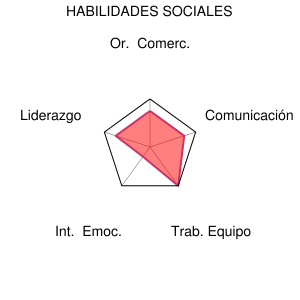 HABILIDADES SOCIALES
Or. Comerc.
Liderazgo
Comunicación
Int. Emoc.
Trab. Equipo